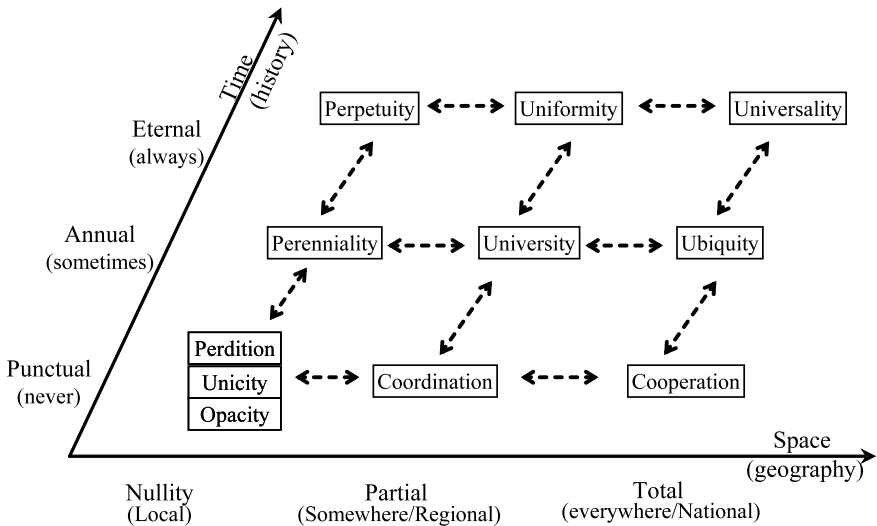 Time
(history)
Perpetuity
Uniformity
Universality
Eternal
(always)
Annual
(sometimes)
Perenniality
University
Ubiquity
Perdition
Punctual
(never)
Unicity
Coordination
Cooperation
Opacity
Space
(geography)
Nullity
(Local)
Partial
(Somewhere/Regional)
Total
(everywhere/National)